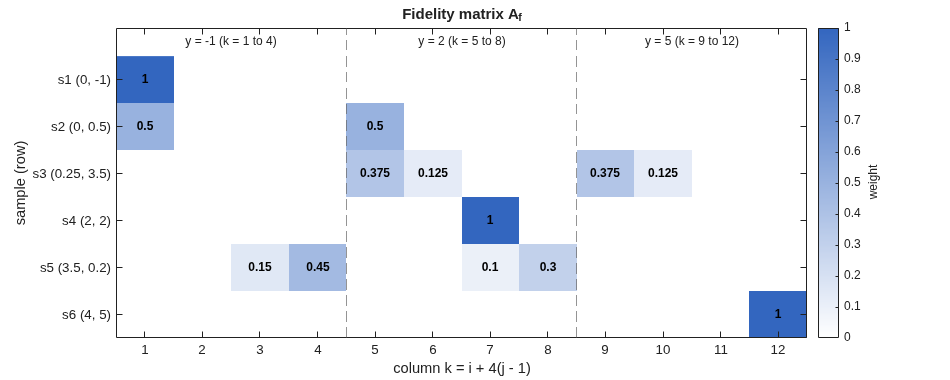 Fidelity matrix A_f
y = -1 (k = 1 to 4) y = 2 (k = 5 to 8) y = 5 (k = 9 to 12)
s1 (0, -1) 1
s2 (0, 0.5) 0.5 0.5
s3 (0.25, 3.5) 0.375 0.125 0.375 0.125
s4 (2, 2) 1
s5 (3.5, 0.2) 0.15 0.45 0.1 0.3
s6 (4, 5) 1
1 2 3 4 5 6 7 8 9 10 11 12
column k = i + 4(j - 1)
sample (row)
1
0.9
0.8
0.7
0.6
0.5
0.4
0.3
0.2
0.1
0
weight